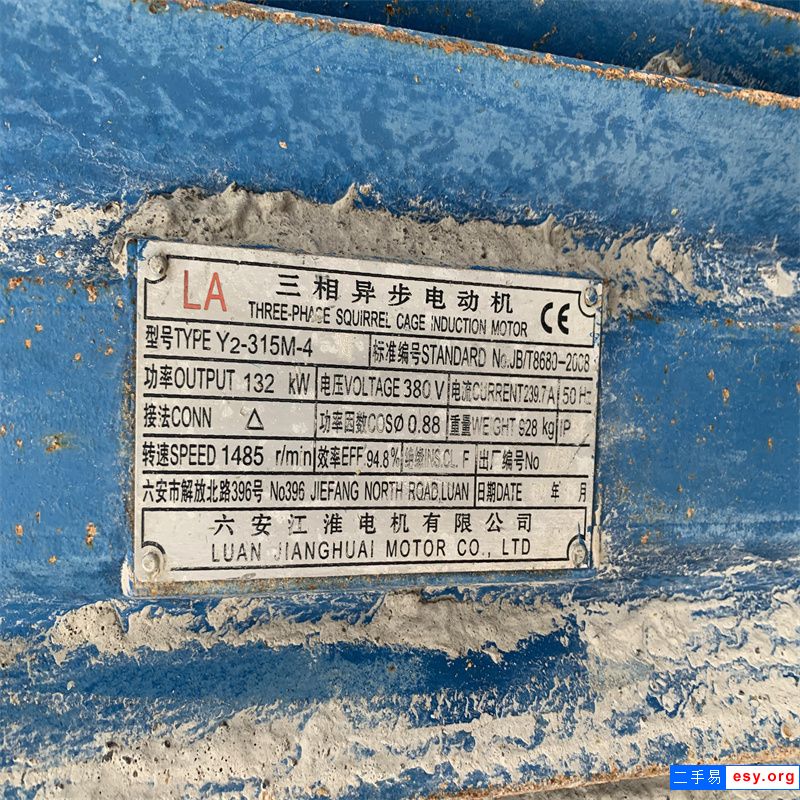 LA 三相异步电动机 CE
THREE-PHASE SQUIRREL CAGE INDUCTION MOTOR
型号TYPE Y2-315M-4 标准编号STANDARD No.JB/T8680-2008
功率OUTPUT 132 kW 电压VOLTAGE 380 V 电流CURRENT 239.7A 50 Hz
接法CONN △ 功率因数COSØ 0.88 重量WEIGHT 928 kg IP
转速SPEED 1485 r/min 效率EFF 94.8% 绝缘INS.CL. F 出厂编号No
六安市解放北路396号 No396 JIEFANG NORTH ROAD,LUAN 日期DATE 年 月
六安江淮电机有限公司
LUAN JIANGHUAI MOTOR CO., LTD
二手易 esy.org